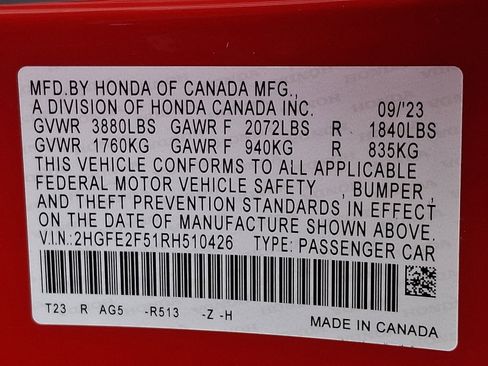 MFD.BY HONDA OF CANADA MFG.,
A DIVISION OF HONDA CANADA INC. 09/'23
GVWR 3880LBS GAWR F 2072LBS R 1840LBS
GVWR 1760KG GAWR F 940KG R 835KG
THIS VEHICLE CONFORMS TO ALL APPLICABLE
FEDERAL MOTOR VEHICLE SAFETY , BUMPER ,
AND THEFT PREVENTION STANDARDS IN EFFECT
ON THE DATE OF MANUFACTURE SHOWN ABOVE.
V.I.N.:2HGFE2F51RH510426 TYPE: PASSENGER CAR
T23 R AG5 -R513 -Z -H
MADE IN CANADA